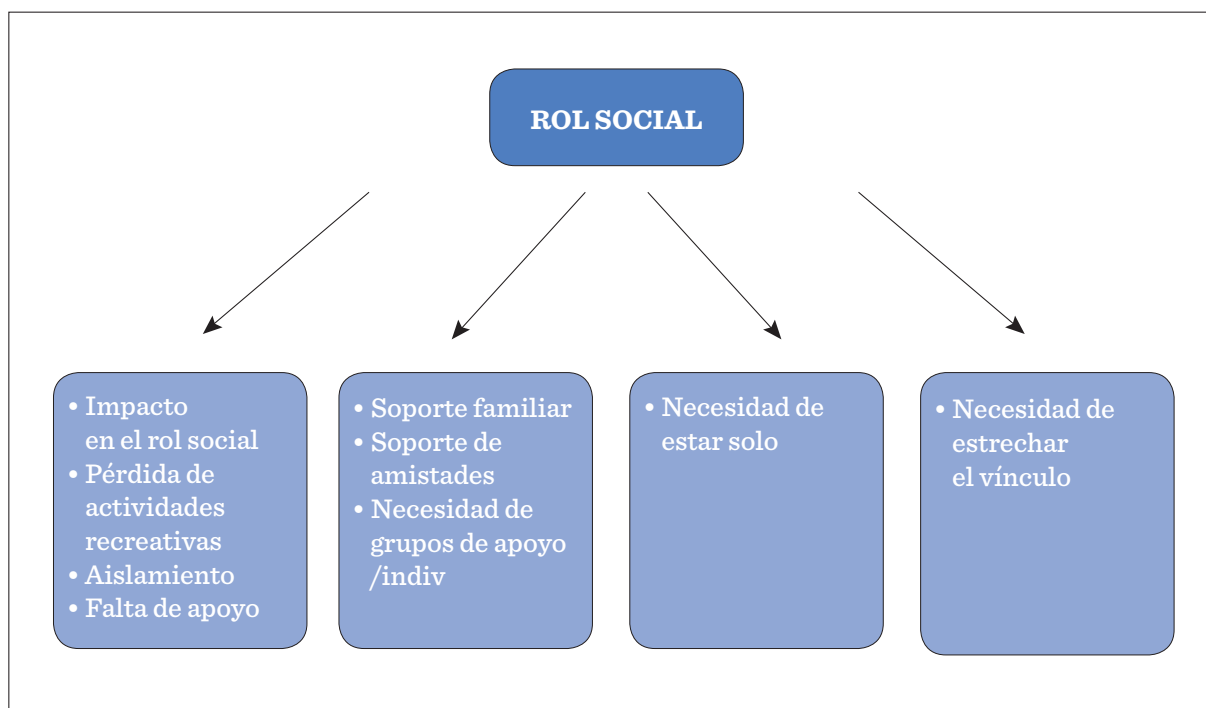 ROL SOCIAL
• Impacto
en el rol social
• Pérdida de
actividades
recreativas
• Aislamiento
• Falta de apoyo
• Soporte familiar
• Soporte de
amistades
• Necesidad de
grupos de apoyo
/indiv
• Necesidad de
estar solo
• Necesidad de
estrechar
el vínculo